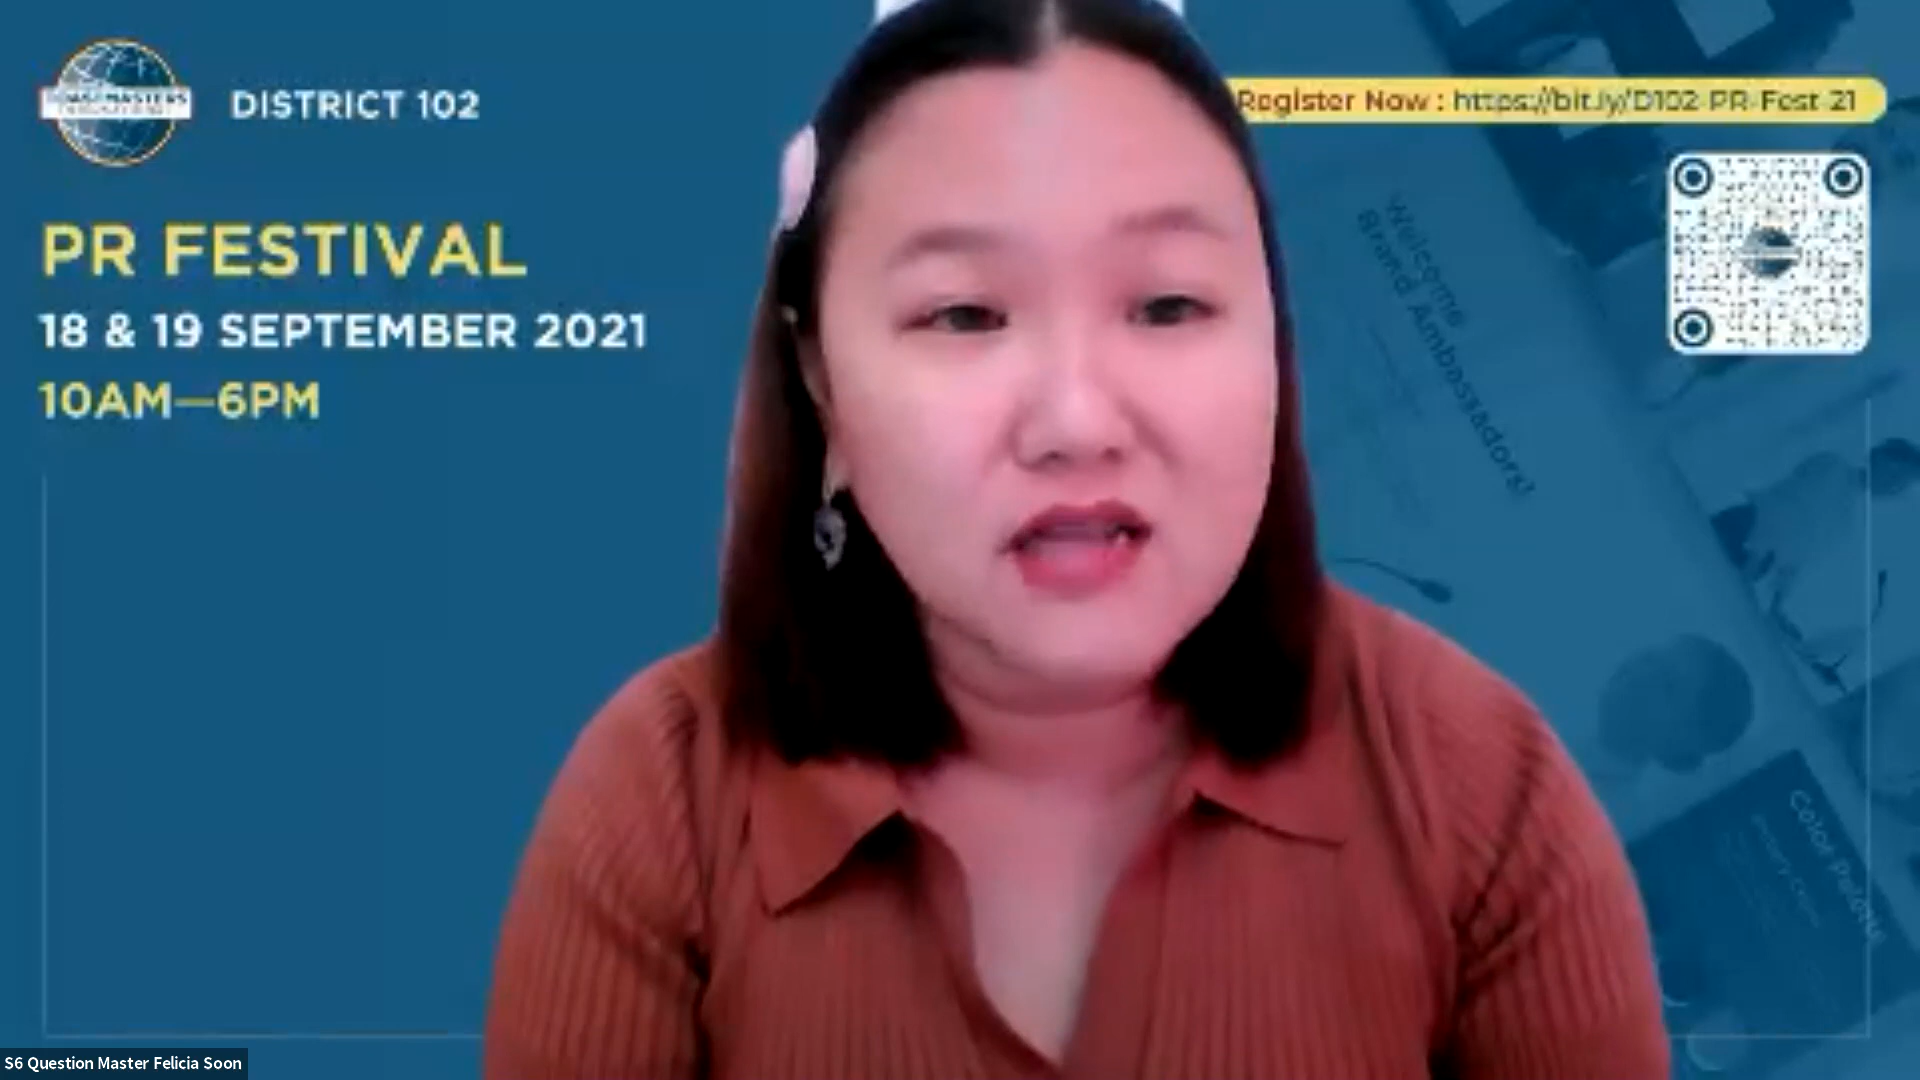 TOASTMASTERS
DISTRICT 102
Register Now : https://bit.ly/D102-PR-Fest-21
PR FESTIVAL
18 & 19 SEPTEMBER 2021
10AM—6PM
Welcome
Brand Ambassadors!
Color Palette
S6 Question Master Felicia Soon